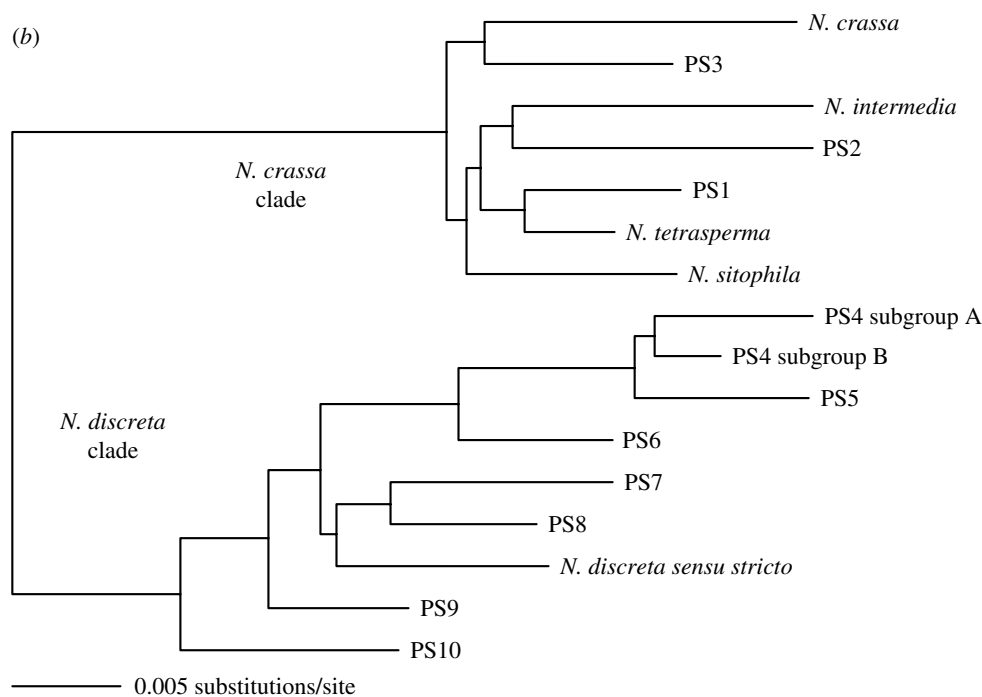 (b)
N. crassa
PS3
N. intermedia
PS2
N. crassa
clade
PS1
N. tetrasperma
N. sitophila
PS4 subgroup A
PS4 subgroup B
PS5
N. discreta
clade
PS6
PS7
PS8
N. discreta sensu stricto
PS9
PS10
0.005 substitutions/site